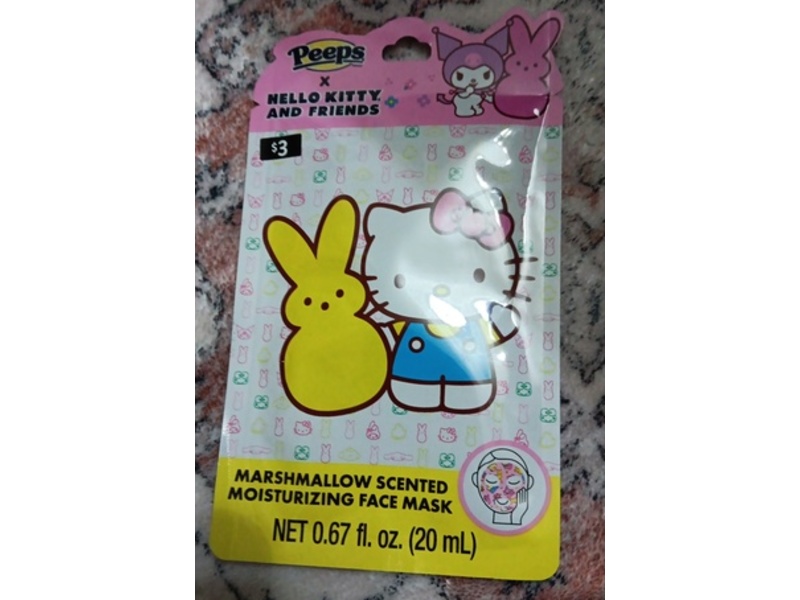 Peeps
x
HELLO KITTY
AND FRIENDS
$3
MARSHMALLOW SCENTED
MOISTURIZING FACE MASK
NET 0.67 fl. oz. (20 mL)